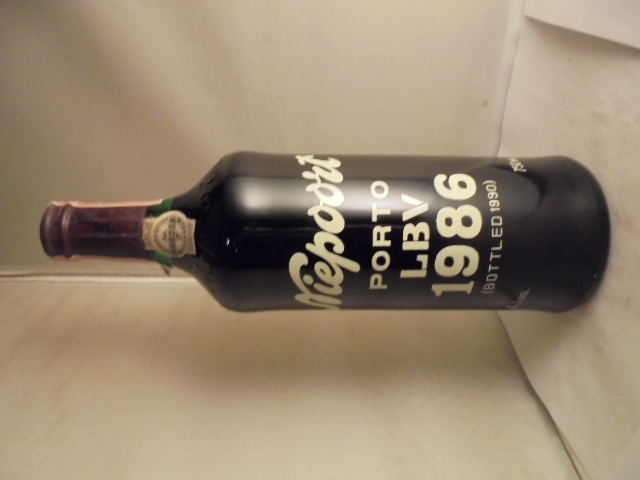 Niepoort
PORTO
LBV
1986
(BOTTLED 1990)